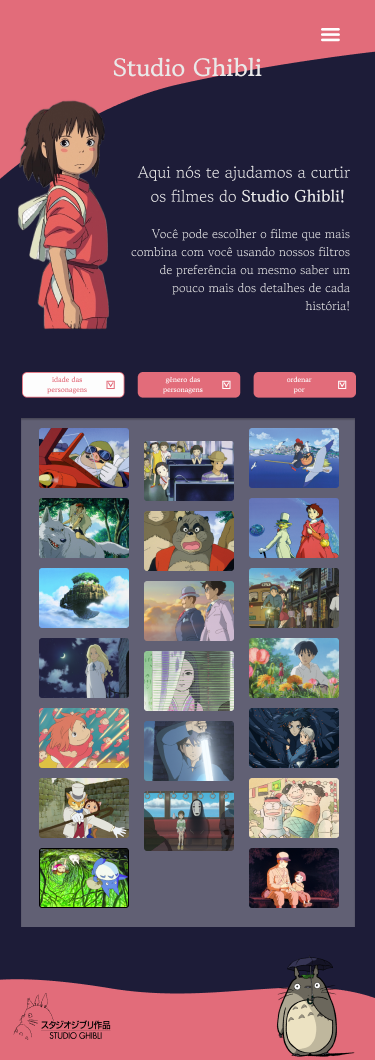 Studio Ghibli
Aqui nós te ajudamos a curtir
os filmes do Studio Ghibli!
Você pode escolher o filme que mais
combina com você usando nossos filtros
de preferência ou mesmo saber um
pouco mais dos detalhes de cada
história!
idade das
personagens
gênero das
personagens
ordenar
por
スタジオジブリ作品
STUDIO GHIBLI